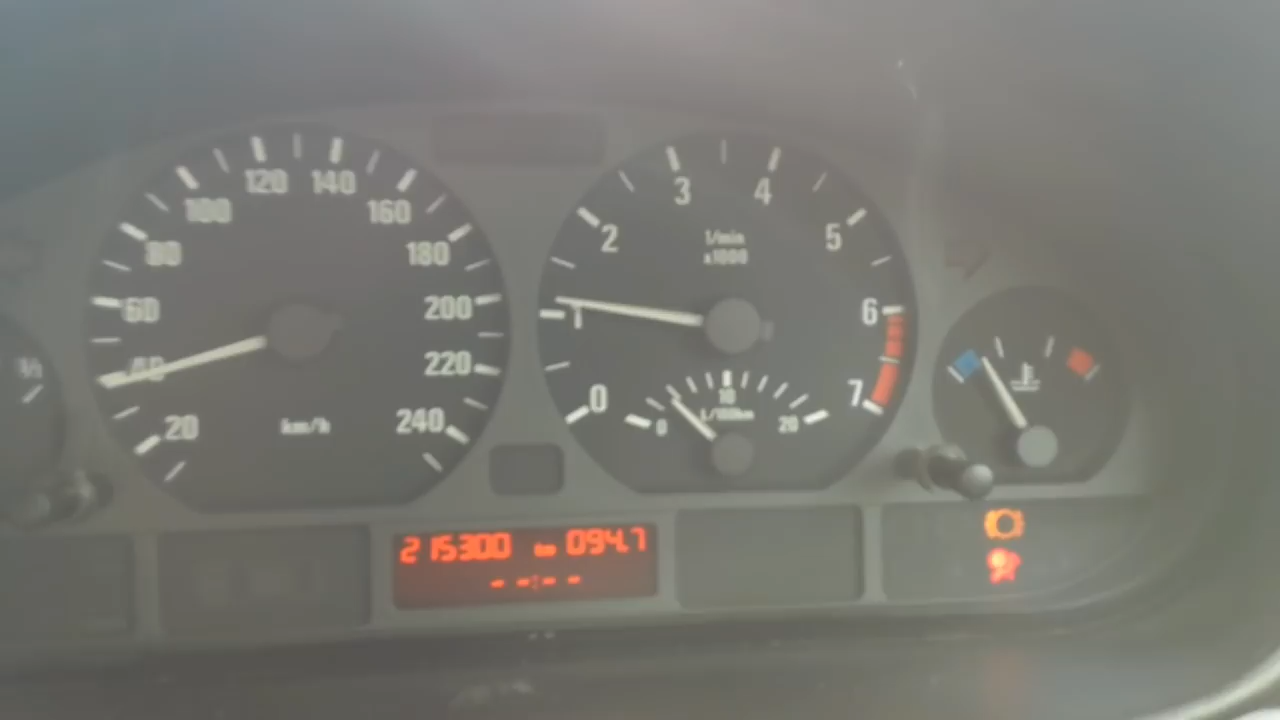 120 140
100 160
80 180
60 200
40 220
20 240
km/h
3 4
2 5
1/min
x1000
1 6
0 7
10
L/100km
0 20
215300 km 094.7
- -:- -